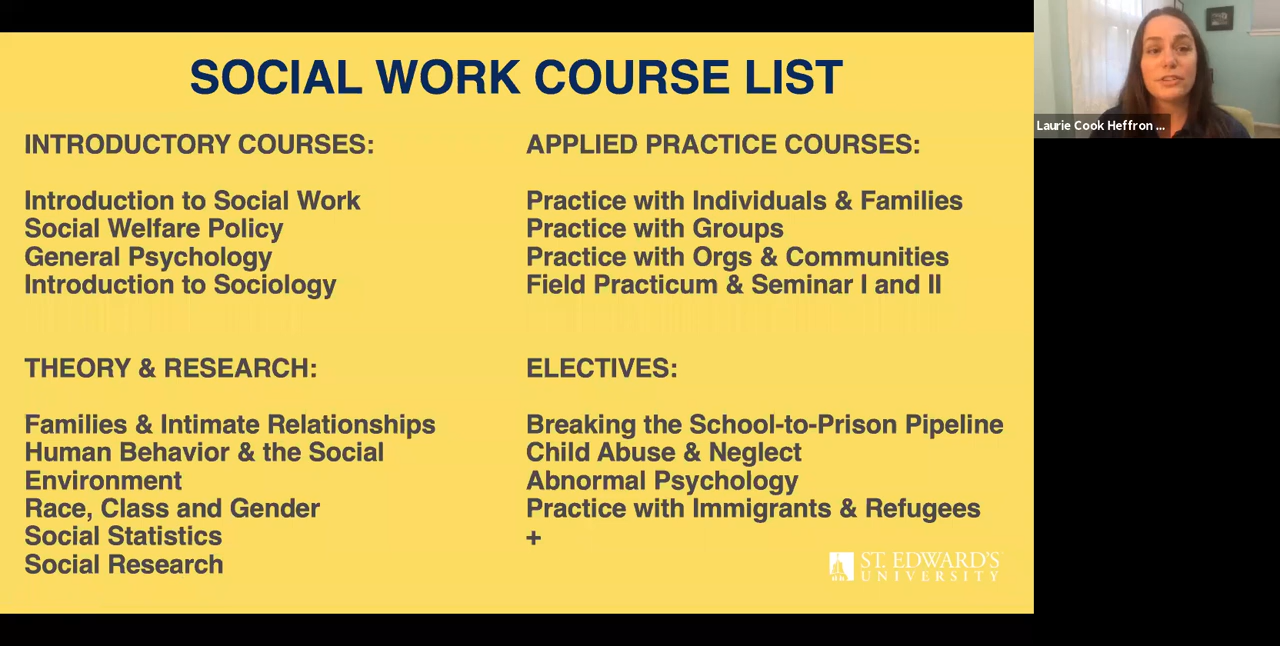 SOCIAL WORK COURSE LIST
INTRODUCTORY COURSES:
Introduction to Social Work
Social Welfare Policy
General Psychology
Introduction to Sociology
APPLIED PRACTICE COURSES:
Practice with Individuals & Families
Practice with Groups
Practice with Orgs & Communities
Field Practicum & Seminar I and II
THEORY & RESEARCH:
Families & Intimate Relationships
Human Behavior & the Social
Environment
Race, Class and Gender
Social Statistics
Social Research
ELECTIVES:
Breaking the School-to-Prison Pipeline
Child Abuse & Neglect
Abnormal Psychology
Practice with Immigrants & Refugees
+
ST. EDWARD'S
UNIVERSITY
Laurie Cook Heffron ...